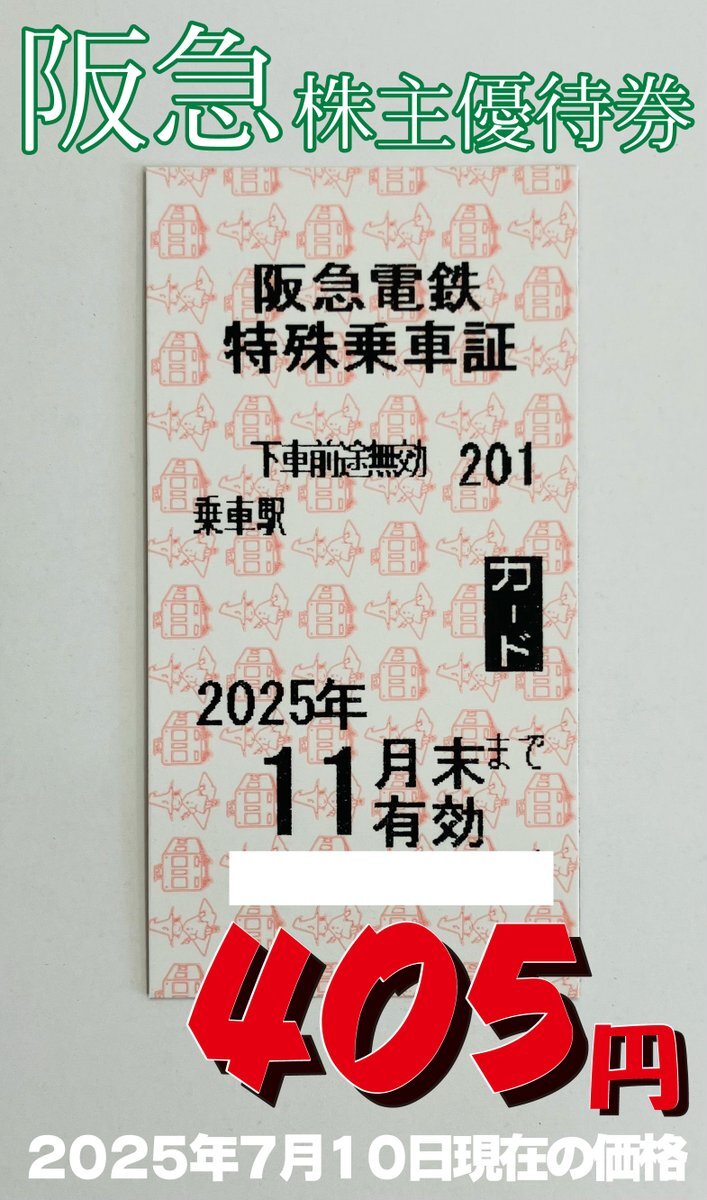 阪急株主優待券
阪急電鉄
特殊乗車証
下車前途無効 201
乗車駅
カード
2025年
11月末まで
有効
405円
2025年7月10日現在の価格